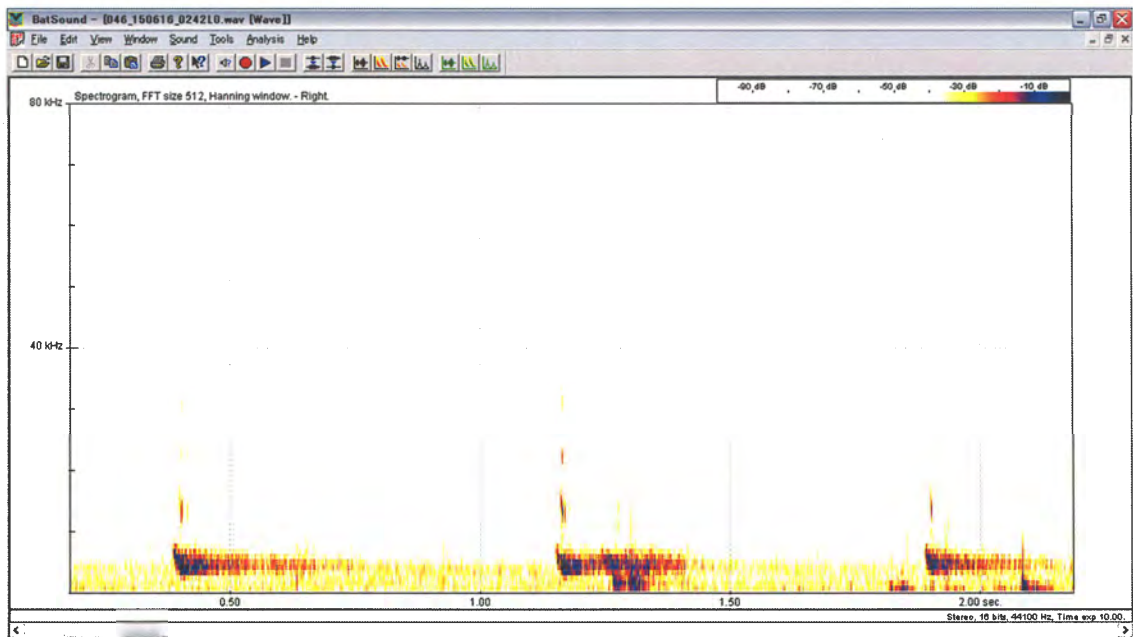 BatSound - [046_150616_0242L0.wav [Wave]]
File Edit View Window Sound Tools Analysis Help
Spectrogram, FFT size 512, Hanning window. - Right.
-90,dB . -70,dB . -50,dB . -30,dB . -10,dB
80 kHz
40 kHz
0.50 1.00 1.50 2.00 sec.
Stereo, 16 bits, 44100 Hz, Time exp 10.00.